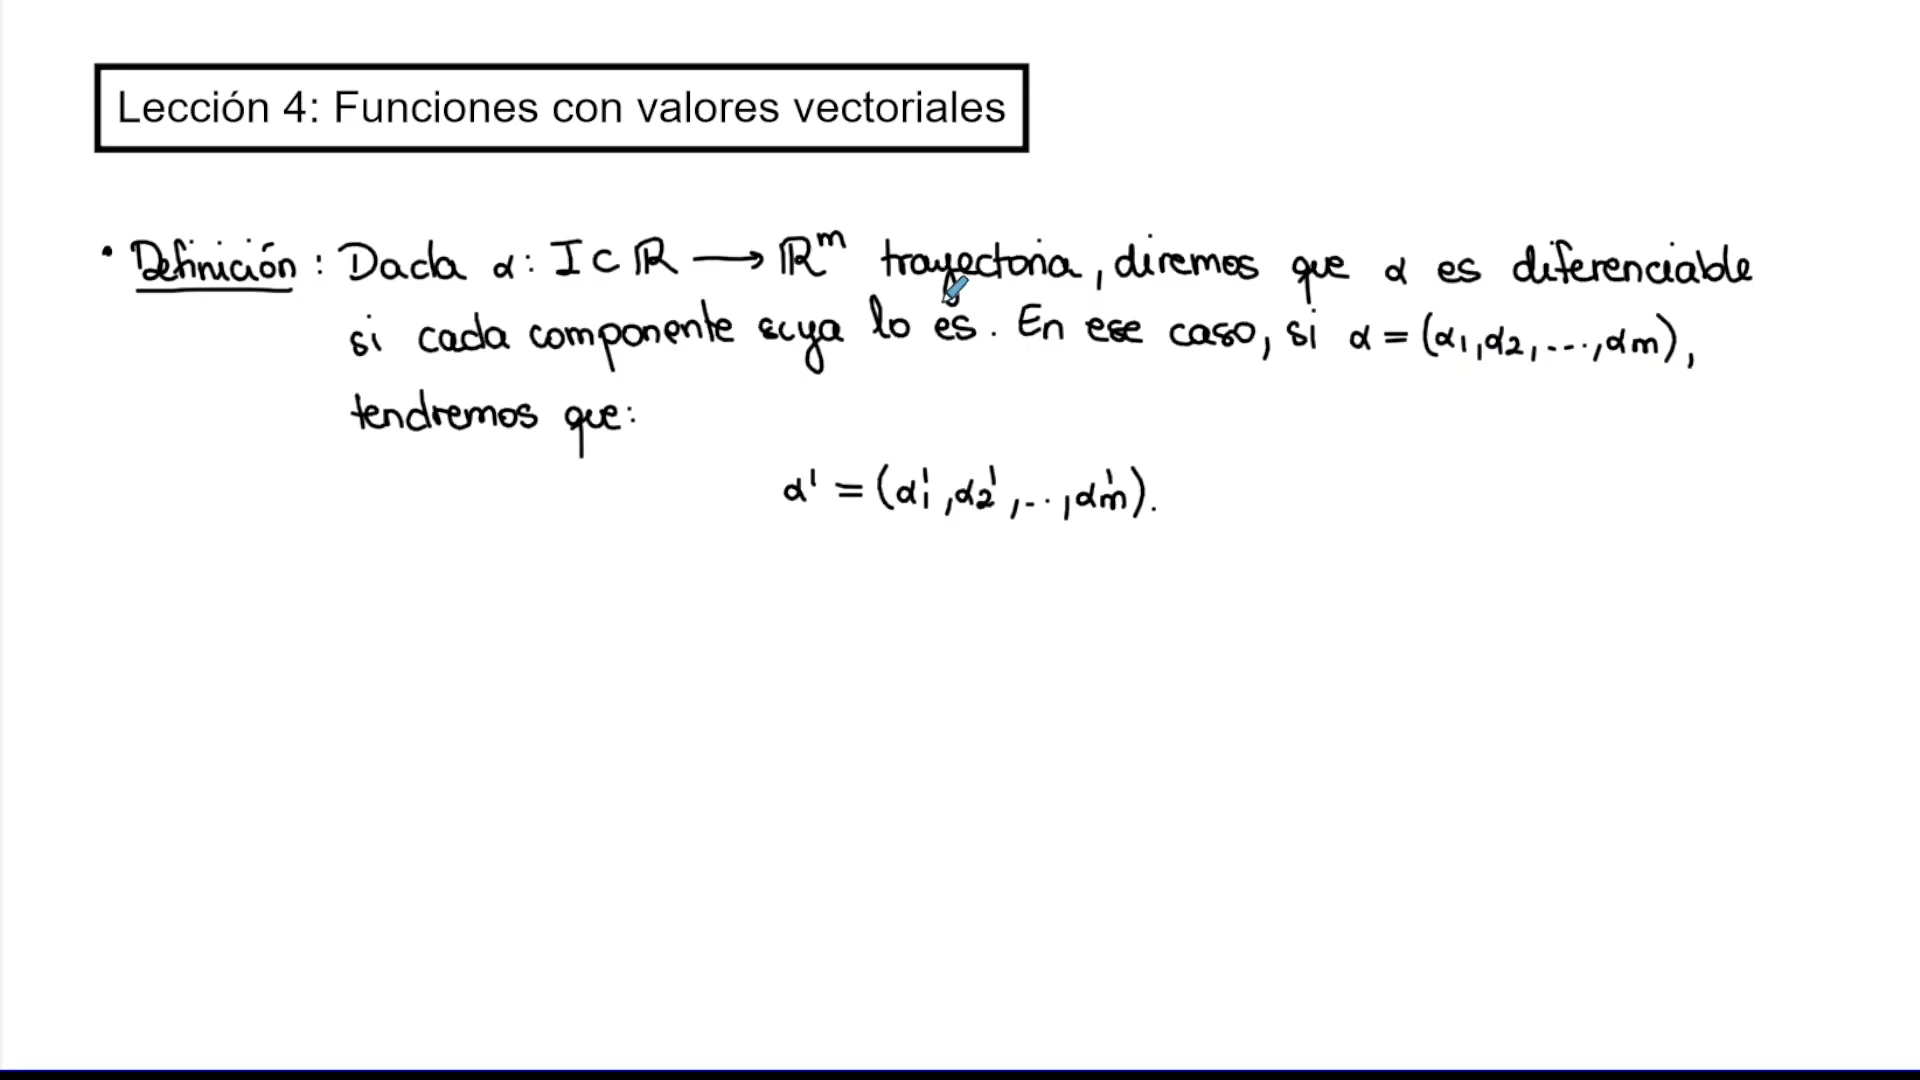 Lección 4: Funciones con valores vectoriales
• Definición: Dada α: I ⊂ ℝ ⟶ ℝᵐ trayectoria, diremos que α es diferenciable
si cada componente suya lo es. En ese caso, si α = (α₁, α₂, ..., αm),
tendremos que:
α' = (α₁', α₂', ..., αm').